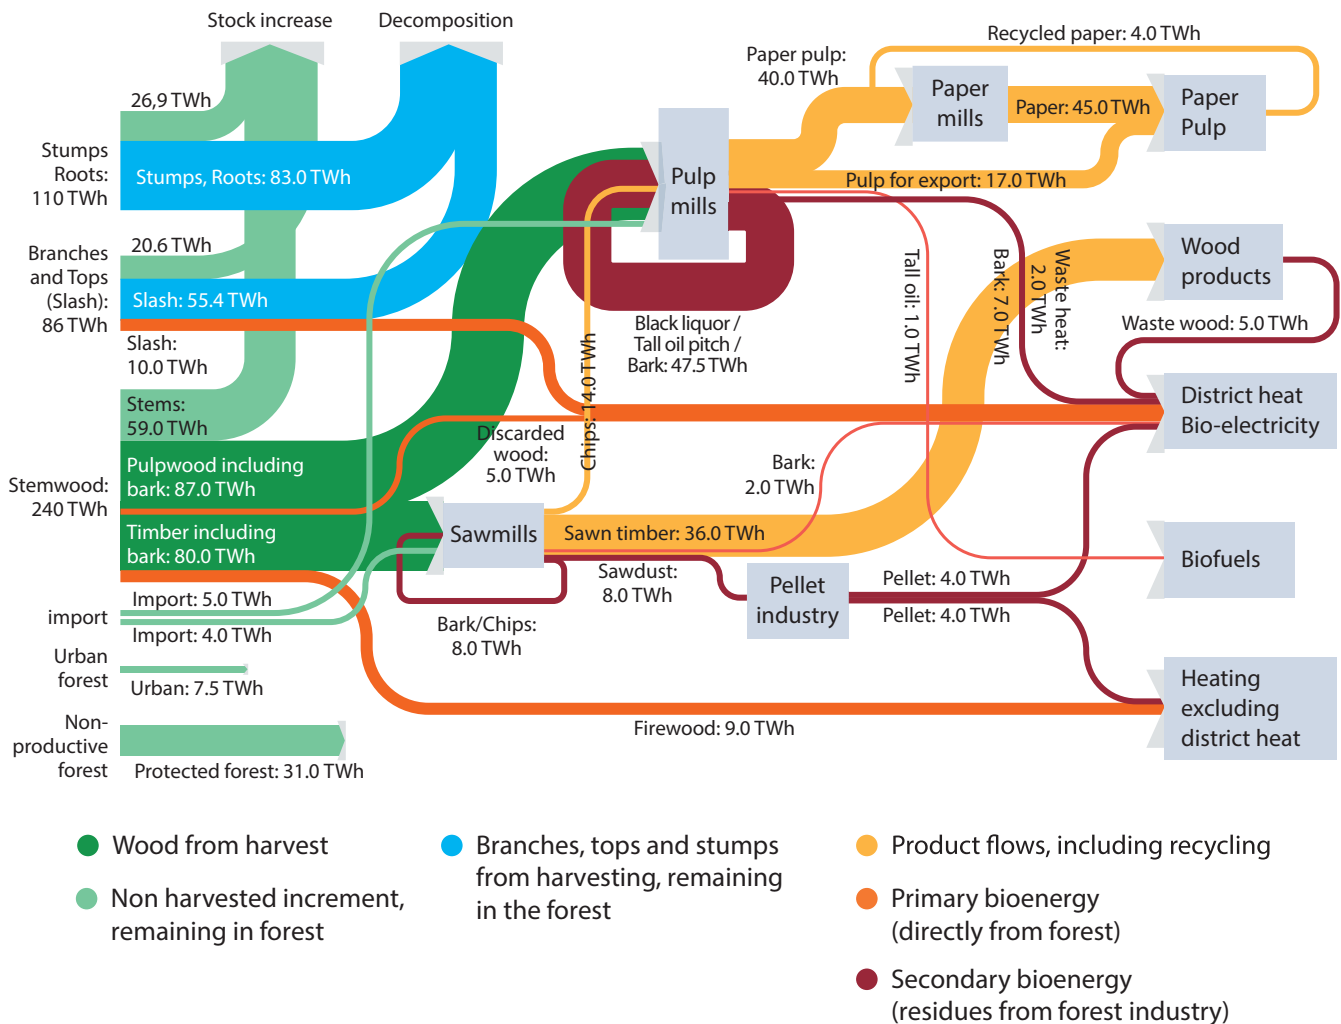 Stock increase
Decomposition
Recycled paper: 4.0 TWh
Paper pulp:
40.0 TWh
26,9 TWh
Paper
mills
Paper: 45.0 TWh
Paper
Pulp
Stumps
Roots:
110 TWh
Stumps, Roots: 83.0 TWh
Pulp
mills
Pulp for export: 17.0 TWh
20.6 TWh
Branches
and Tops
(Slash):
86 TWh
Slash: 55.4 TWh
Slash:
10.0 TWh
Black liquor /
Tall oil pitch /
Bark: 47.5 TWh
Tall oil: 1.0 TWh
Bark: 7.0 TWh
Waste heat:
2.0 TWh
Wood
products
Waste wood: 5.0 TWh
Stems:
59.0 TWh
Chips: 14.0 TWh
District heat
Bio-electricity
Discarded
wood:
5.0 TWh
Bark:
2.0 TWh
Stemwood:
240 TWh
Pulpwood including
bark: 87.0 TWh
Timber including
bark: 80.0 TWh
Sawmills
Sawn timber: 36.0 TWh
Sawdust:
8.0 TWh
Pellet
industry
Pellet: 4.0 TWh
Pellet: 4.0 TWh
Biofuels
import
Import: 5.0 TWh
Import: 4.0 TWh
Bark/Chips:
8.0 TWh
Urban
forest
Urban: 7.5 TWh
Heating
excluding
district heat
Firewood: 9.0 TWh
Non-
productive
forest
Protected forest: 31.0 TWh
Wood from harvest
Non harvested increment,
remaining in forest
Branches, tops and stumps
from harvesting, remaining
in the forest
Product flows, including recycling
Primary bioenergy
(directly from forest)
Secondary bioenergy
(residues from forest industry)